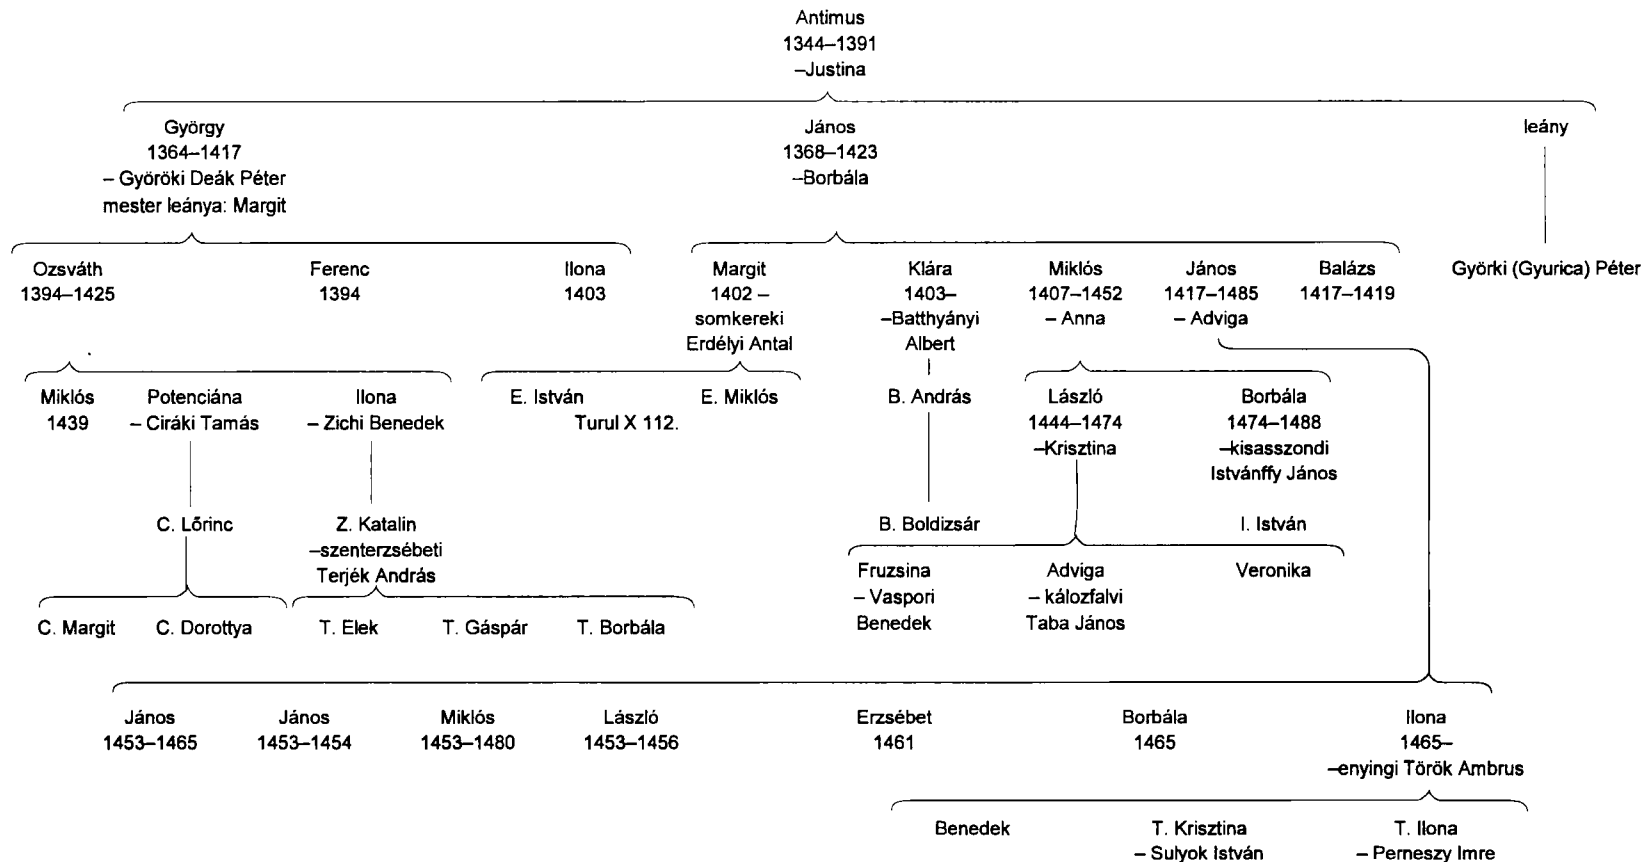 Antimus
1344–1391
–Justina
György
1364–1417
– Györöki Deák Péter
mester leánya: Margit
János
1368–1423
–Borbála
leány
Ozsváth
1394–1425
Ferenc
1394
Ilona
1403
Margit
1402 –
somkereki
Erdélyi Antal
Klára
1403–
–Batthyányi
Albert
Miklós
1407–1452
– Anna
János
1417–1485
– Adviga
Balázs
1417–1419
Györki (Gyurica) Péter
Miklós
1439
Potenciána
– Ciráki Tamás
Ilona
– Zichi Benedek
E. István
E. Miklós
Turul X 112.
B. András
László
1444–1474
–Krisztina
Borbála
1474–1488
–kisasszondi
Istvánffy János
C. Lőrinc
Z. Katalin
–szenterzsébeti
Terjék András
B. Boldizsár
I. István
Fruzsina
– Vaspori
Benedek
Adviga
– kálozfalvi
Taba János
Veronika
C. Margit
C. Dorottya
T. Elek
T. Gáspár
T. Borbála
János
1453–1465
János
1453–1454
Miklós
1453–1480
László
1453–1456
Erzsébet
1461
Borbála
1465
Ilona
1465–
–enyingi Török Ambrus
Benedek
T. Krisztina
– Sulyok István
T. Ilona
– Perneszy Imre